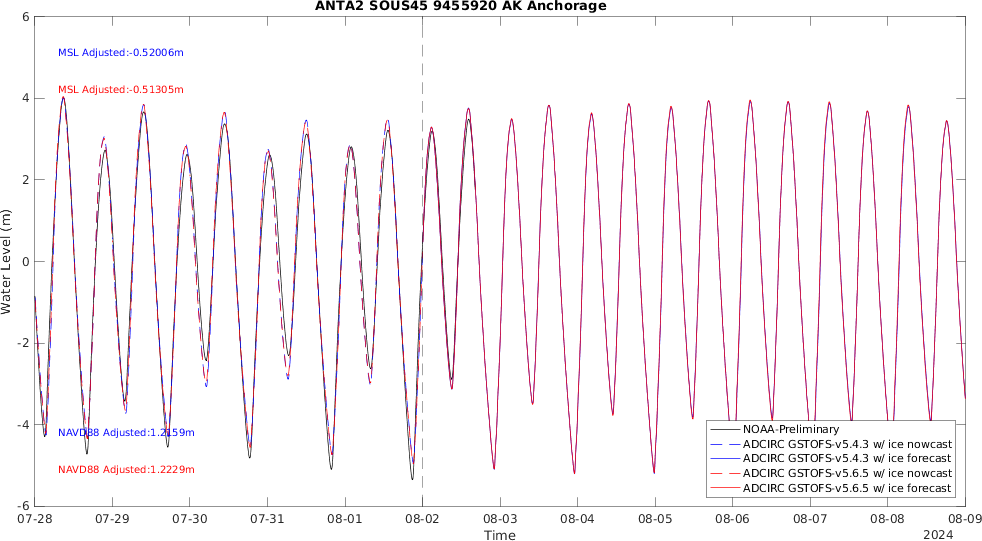 ANTA2 SOUS45 9455920 AK Anchorage
6
4
2
0
-2
-4
-6
Water Level (m)
MSL Adjusted:-0.52006m
MSL Adjusted:-0.51305m
NAVD88 Adjusted:1.2159m
NAVD88 Adjusted:1.2229m
NOAA-Preliminary
ADCIRC GSTOFS-v5.4.3 w/ ice nowcast
ADCIRC GSTOFS-v5.4.3 w/ ice forecast
ADCIRC GSTOFS-v5.6.5 w/ ice nowcast
ADCIRC GSTOFS-v5.6.5 w/ ice forecast
07-28 07-29 07-30 07-31 08-01 08-02 08-03 08-04 08-05 08-06 08-07 08-08 08-09
Time
2024